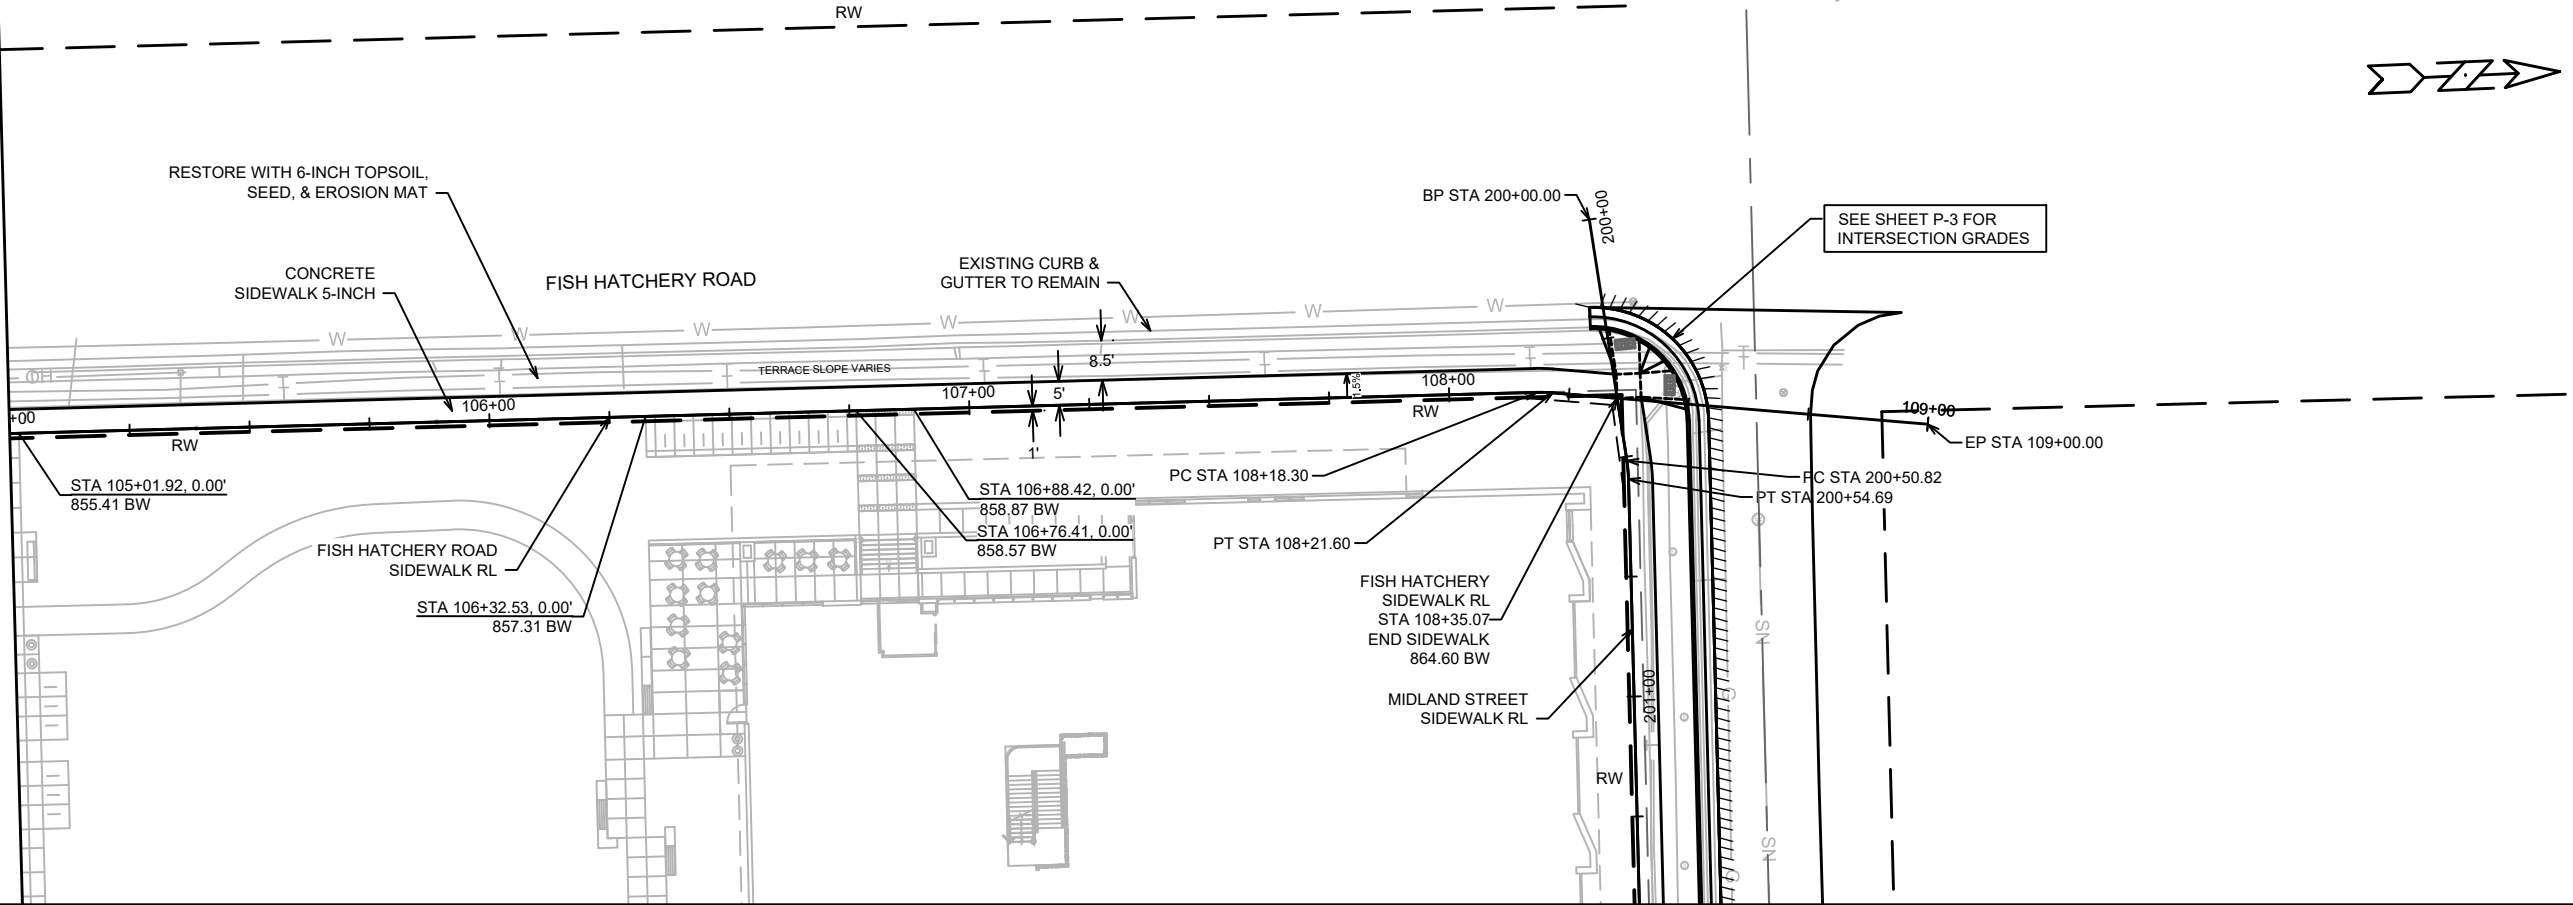 RW
RESTORE WITH 6-INCH TOPSOIL,
SEED, & EROSION MAT
CONCRETE
SIDEWALK 5-INCH
FISH HATCHERY ROAD
EXISTING CURB &
GUTTER TO REMAIN
BP STA 200+00.00
200+00
SEE SHEET P-3 FOR
INTERSECTION GRADES
W
W
W
W
W
W
W
OH
T
T
T
T
T
T
TERRACE SLOPE VARIES
8.5'
5'
1'
1.5%
+00
106+00
107+00
108+00
109+00
RW
RW
EP STA 109+00.00
STA 105+01.92, 0.00'
855.41 BW
FISH HATCHERY ROAD
SIDEWALK RL
STA 106+32.53, 0.00'
857.31 BW
STA 106+88.42, 0.00'
858.87 BW
STA 106+76.41, 0.00'
858.57 BW
PC STA 108+18.30
PT STA 108+21.60
PC STA 200+50.82
PT STA 200+54.69
FISH HATCHERY
SIDEWALK RL
STA 108+35.07
END SIDEWALK
864.60 BW
MIDLAND STREET
SIDEWALK RL
201+00
RW
SN
SN
G
G